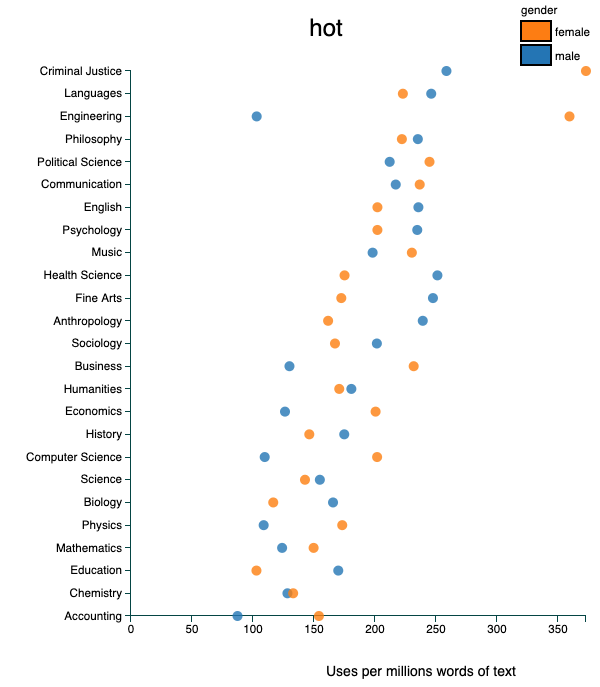 gender
hot
female
male
Criminal Justice
Languages
Engineering
Philosophy
Political Science
Communication
English
Psychology
Music
Health Science
Fine Arts
Anthropology
Sociology
Business
Humanities
Economics
History
Computer Science
Science
Biology
Physics
Mathematics
Education
Chemistry
Accounting
0 50 100 150 200 250 300 350
Uses per millions words of text